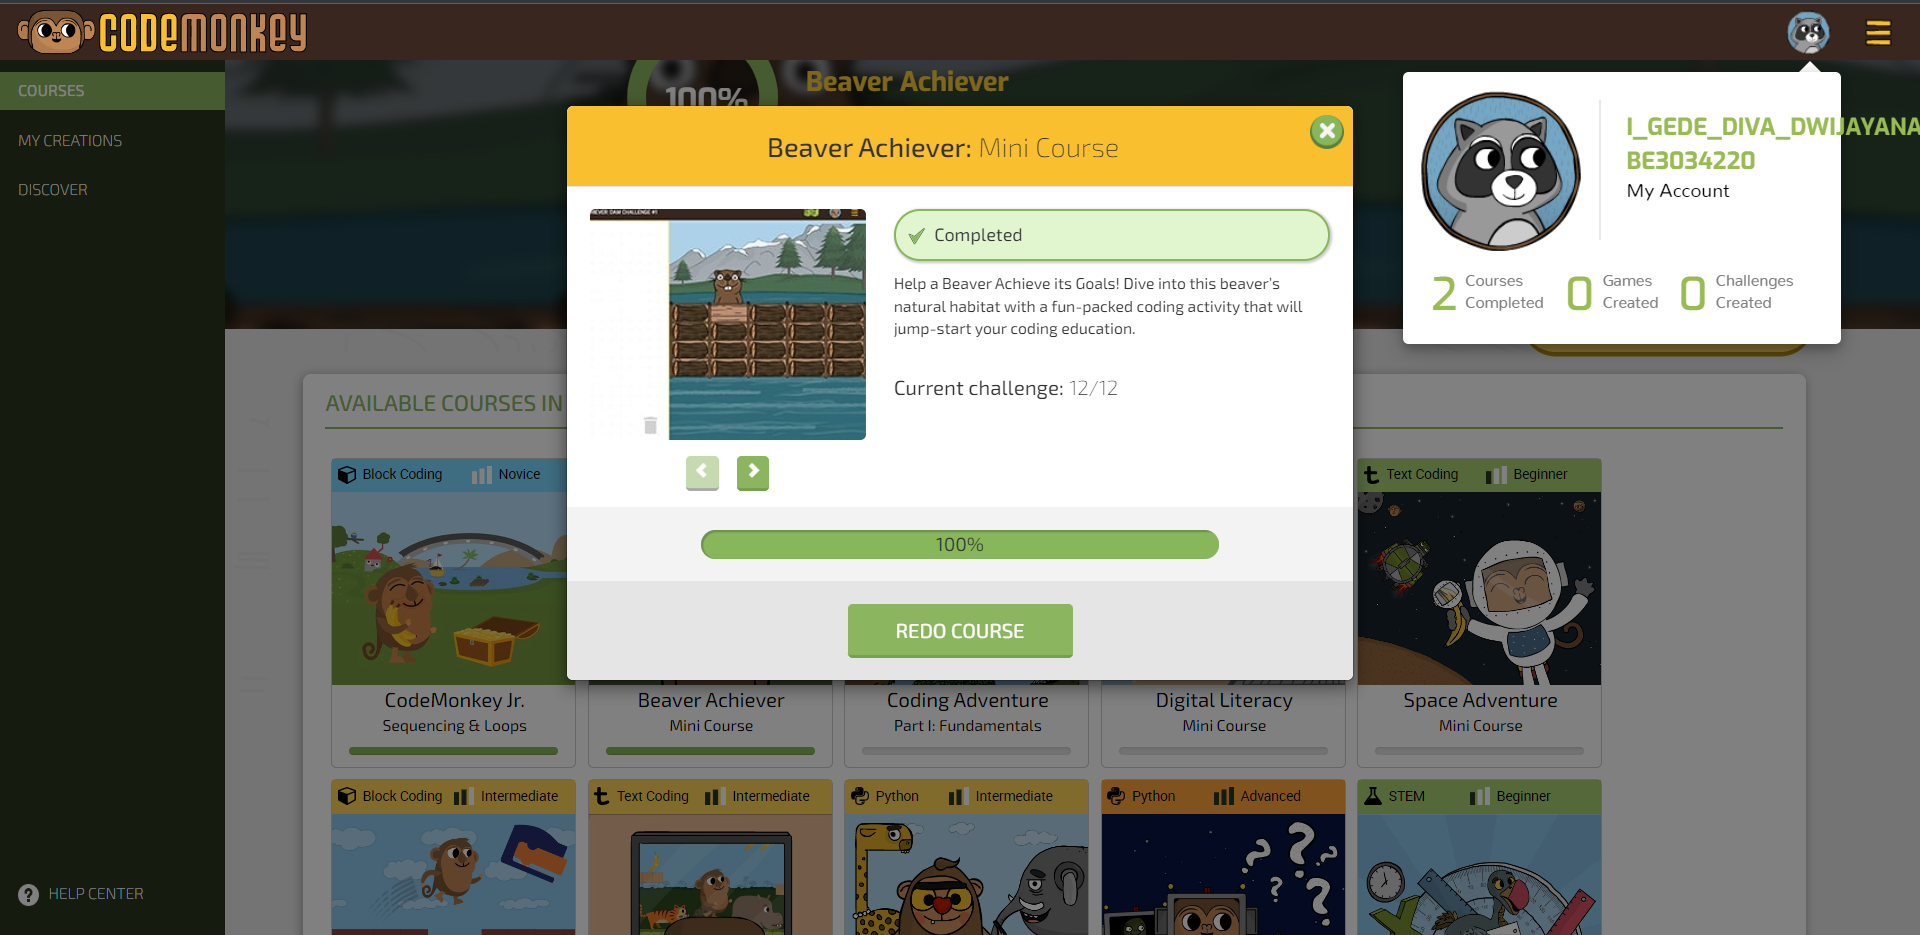 CODEMONKEY
COURSES
MY CREATIONS
DISCOVER
HELP CENTER
100%
Beaver Achiever
I_GEDE_DIVA_DWIJAYANA
BE3034220
My Account
2 Courses Completed
0 Games Created
0 Challenges Created
Beaver Achiever: Mini Course
Completed
Help a Beaver Achieve its Goals! Dive into this beaver's
natural habitat with a fun-packed coding activity that will
jump-start your coding education.
Current challenge: 12/12
100%
REDO COURSE
AVAILABLE COURSES IN
Block Coding Novice
Text Coding Beginner
CodeMonkey Jr.
Sequencing & Loops
Beaver Achiever
Mini Course
Coding Adventure
Part I: Fundamentals
Digital Literacy
Mini Course
Space Adventure
Mini Course
Block Coding Intermediate
Text Coding Intermediate
Python Intermediate
Python Advanced
STEM Beginner